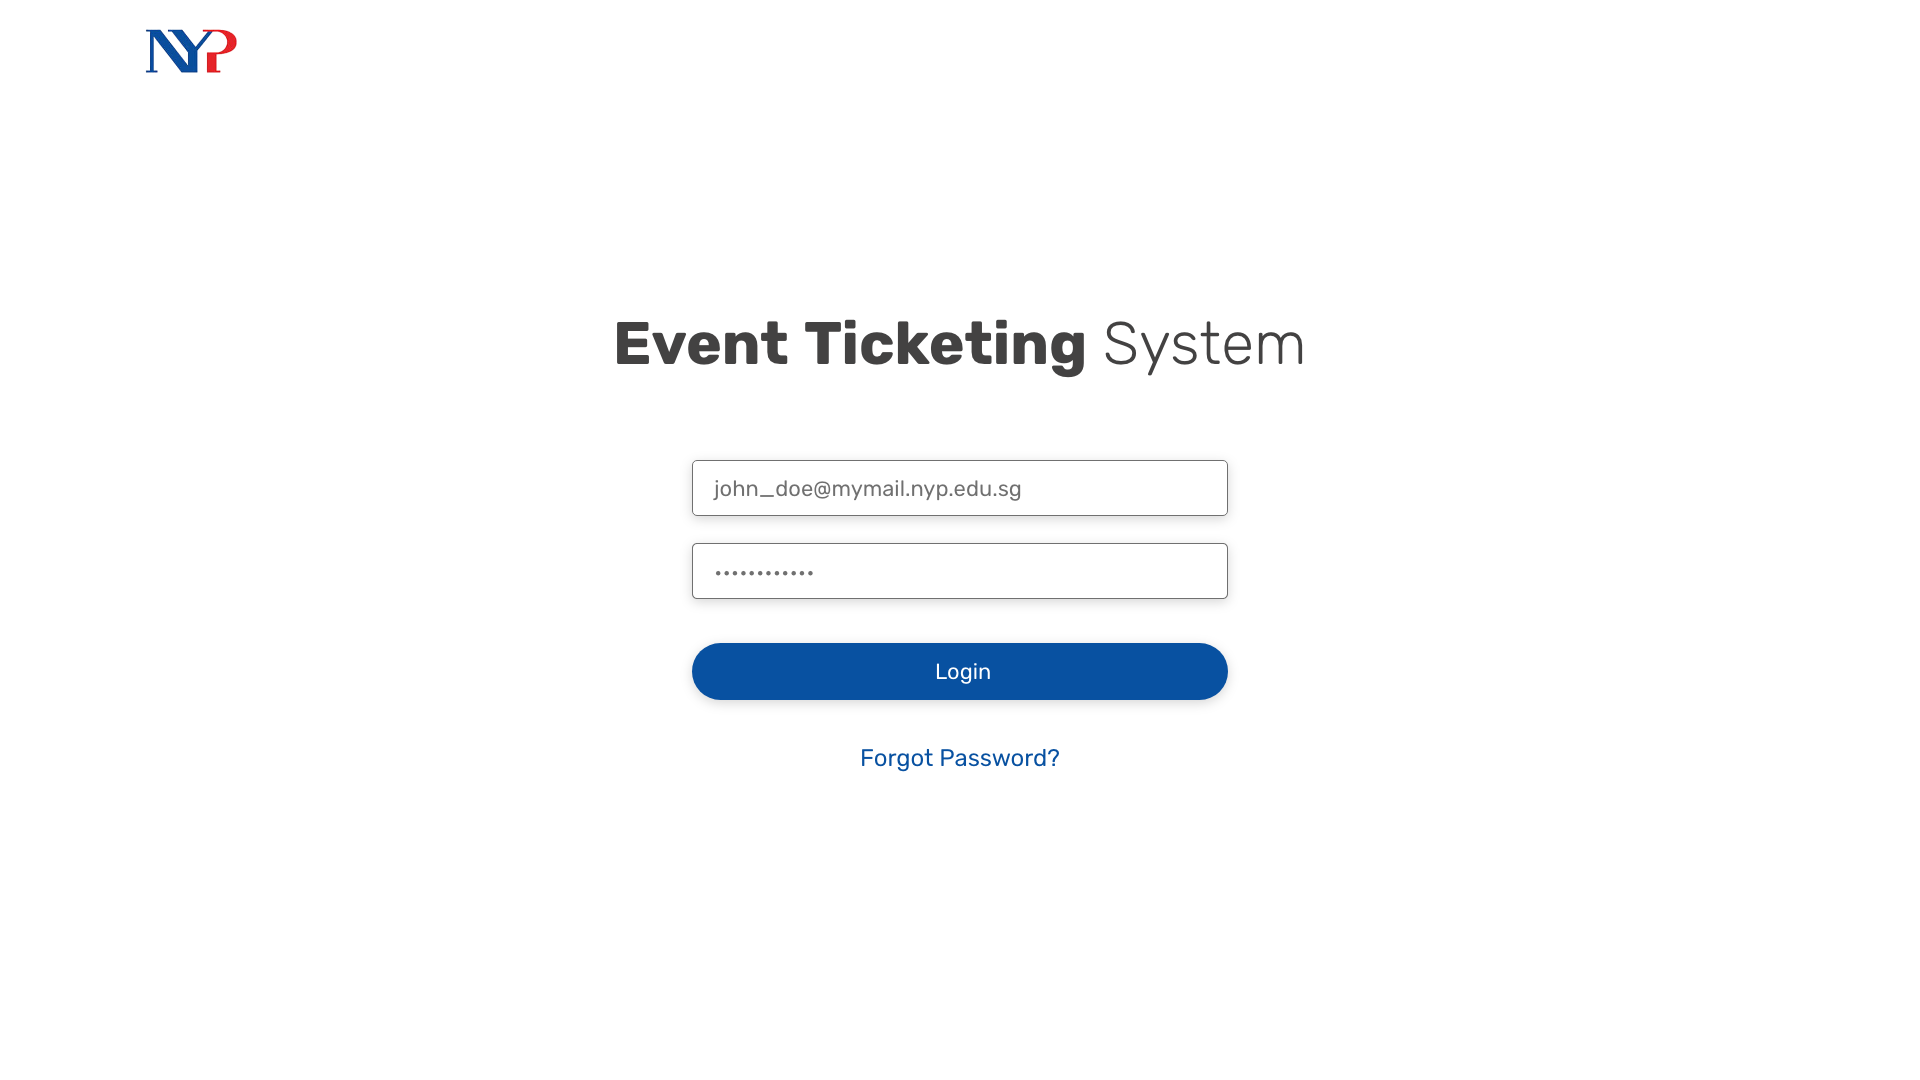 NYP
Event Ticketing System
john_doe@mymail.nyp.edu.sg
••••••••••••
Login
Forgot Password?